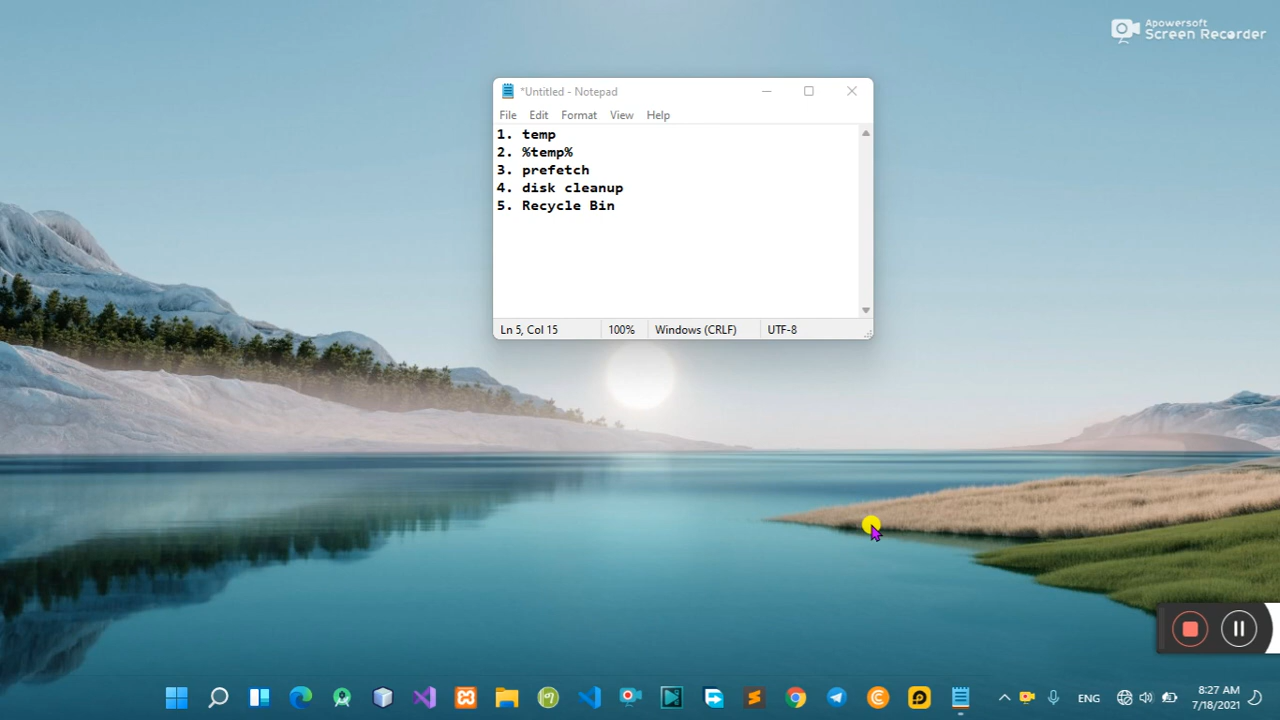 Apowersoft
Screen Recorder
*Untitled - Notepad
File Edit Format View Help
1. temp
2. %temp%
3. prefetch
4. disk cleanup
5. Recycle Bin
Ln 5, Col 15 100% Windows (CRLF) UTF-8
ENG
8:27 AM
7/18/2021